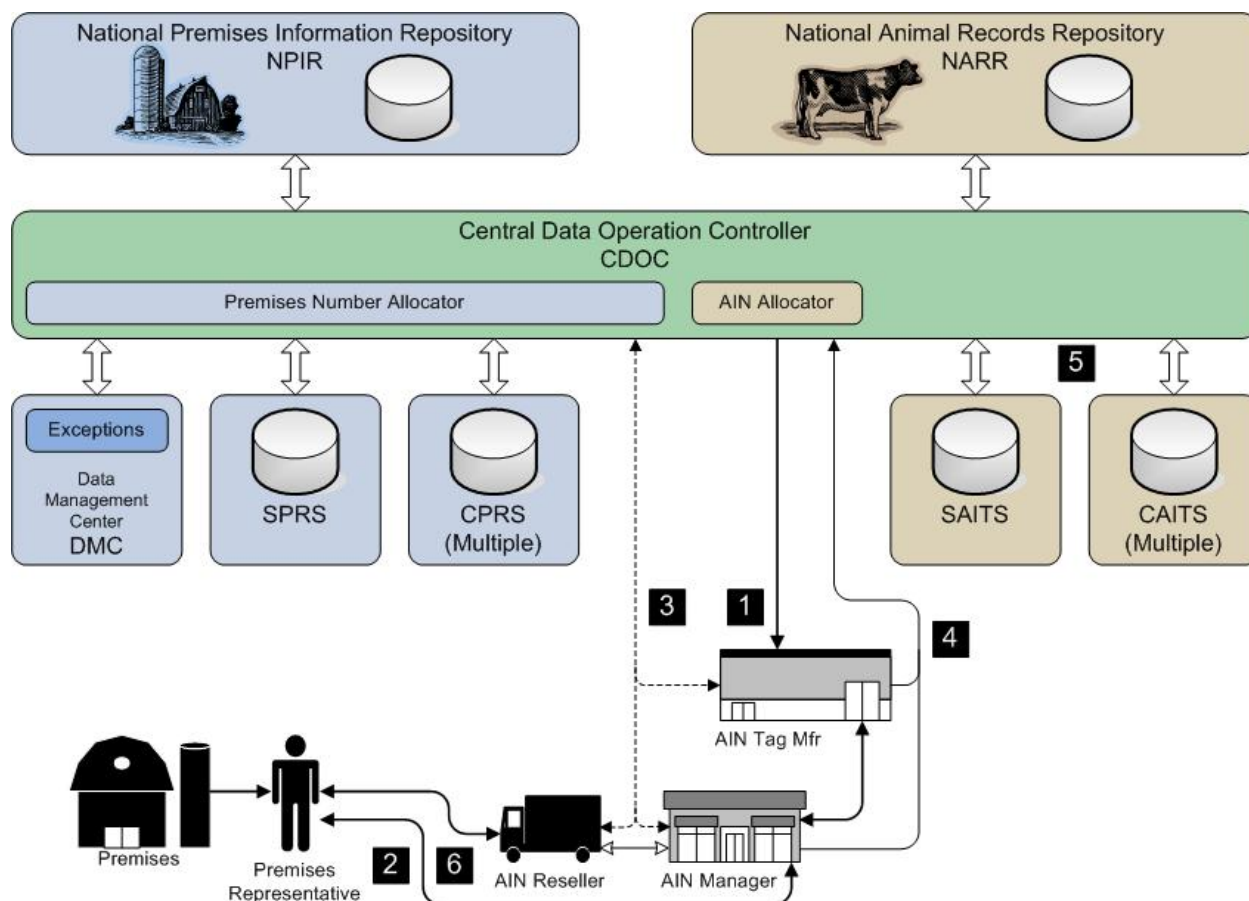 National Premises Information Repository
NPIR
National Animal Records Repository
NARR
Central Data Operation Controller
CDOC
Premises Number Allocator
AIN Allocator
5
Exceptions
Data
Management
Center
DMC
SPRS
CPRS
(Multiple)
SAITS
CAITS
(Multiple)
3
1
4
AIN Tag Mfr
Premises
Premises
Representative
2
6
AIN Reseller
AIN Manager